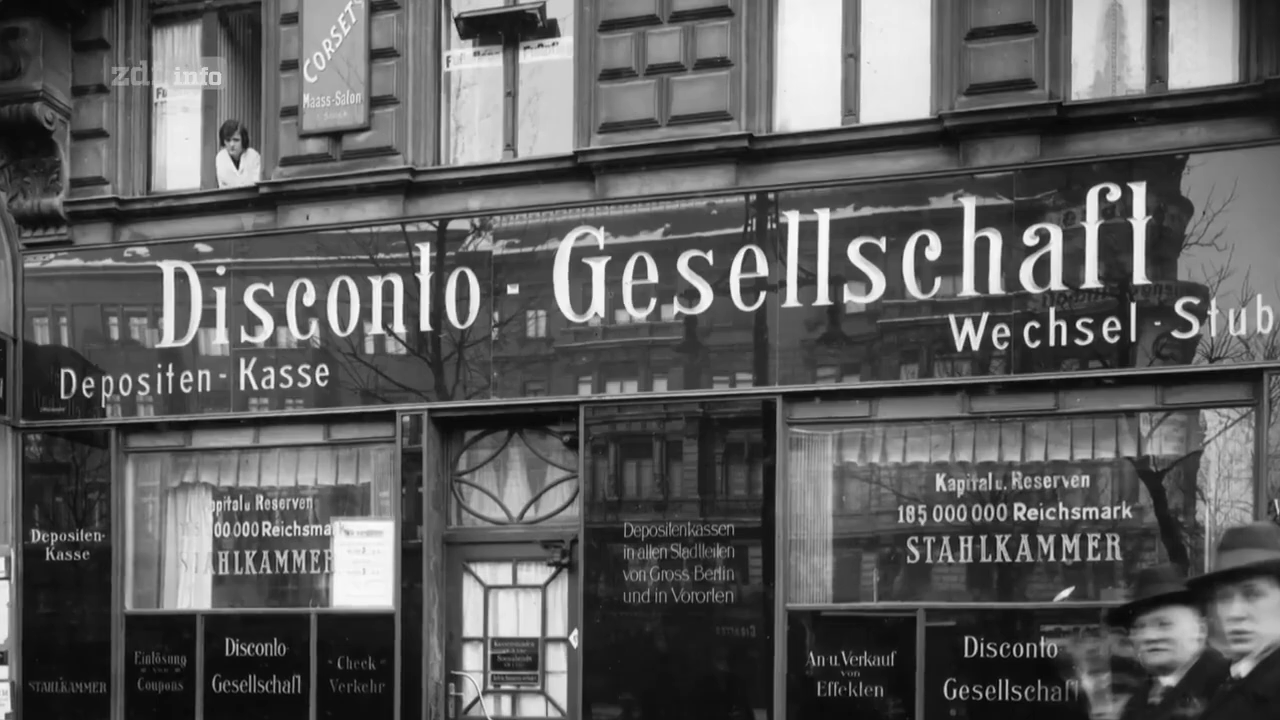 zdf info
CORSETS
Maass-Salon
Disconto-Gesellschaft
Depositen-Kasse
Wechsel-Stub
Depositen-
Kasse
STAHLKAMMER
Kapital u. Reserven
000 000 Reichsmark
STAHLKAMMER
Depositenkassen
in allen Stadtteilen
von Gross Berlin
und in Vororten
Kapital u. Reserven
185 000 000 Reichsmark
STAHLKAMMER
Einlösung
von
Coupons
Disconto-
Gesellschaft
Check
Verkehr
An u. Verkauf
von
Effekten
Disconto
Gesellschaft